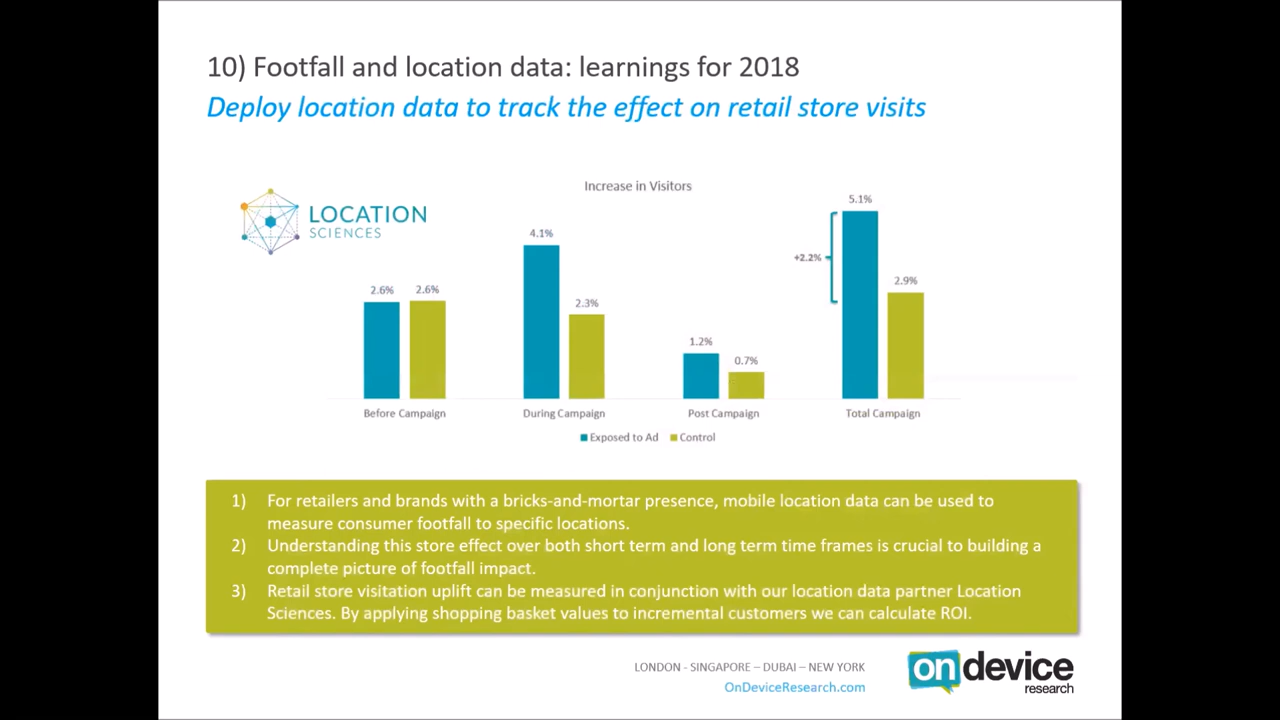 10) Footfall and location data: learnings for 2018
Deploy location data to track the effect on retail store visits
LOCATION
SCIENCES
Increase in Visitors
2.6%
2.6%
4.1%
2.3%
1.2%
0.7%
5.1%
+2.2%
2.9%
Before Campaign
During Campaign
Post Campaign
Total Campaign
Exposed to Ad
Control
1) For retailers and brands with a bricks-and-mortar presence, mobile location data can be used to
measure consumer footfall to specific locations.
2) Understanding this store effect over both short term and long term time frames is crucial to building a
complete picture of footfall impact.
3) Retail store visitation uplift can be measured in conjunction with our location data partner Location
Sciences. By applying shopping basket values to incremental customers we can calculate ROI.
LONDON - SINGAPORE – DUBAI – NEW YORK
OnDeviceResearch.com
on device
research